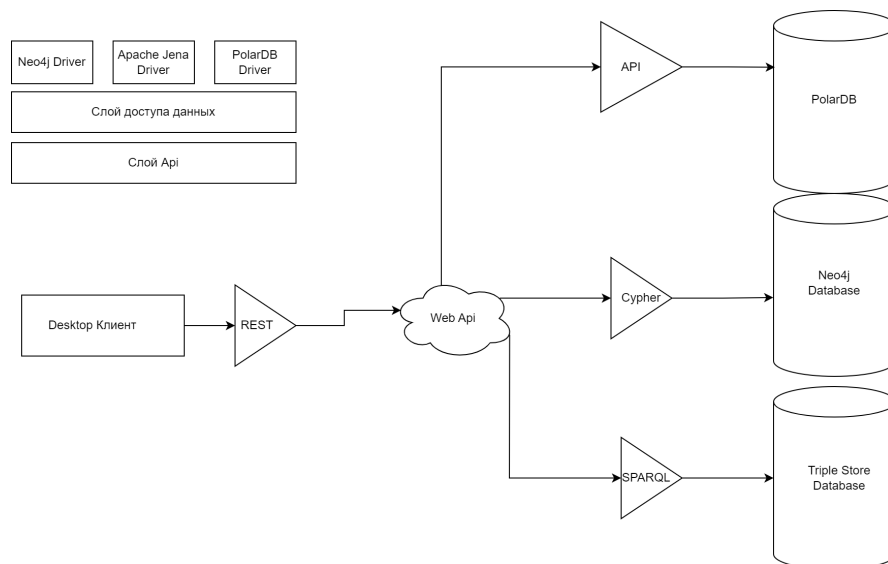 Neo4j Driver
Apache Jena
Driver
PolarDB
Driver
Слой доступа данных
Слой Api
API
PolarDB
Desktop Клиент
REST
Web Api
Cypher
Neo4j
Database
SPARQL
Triple Store
Database